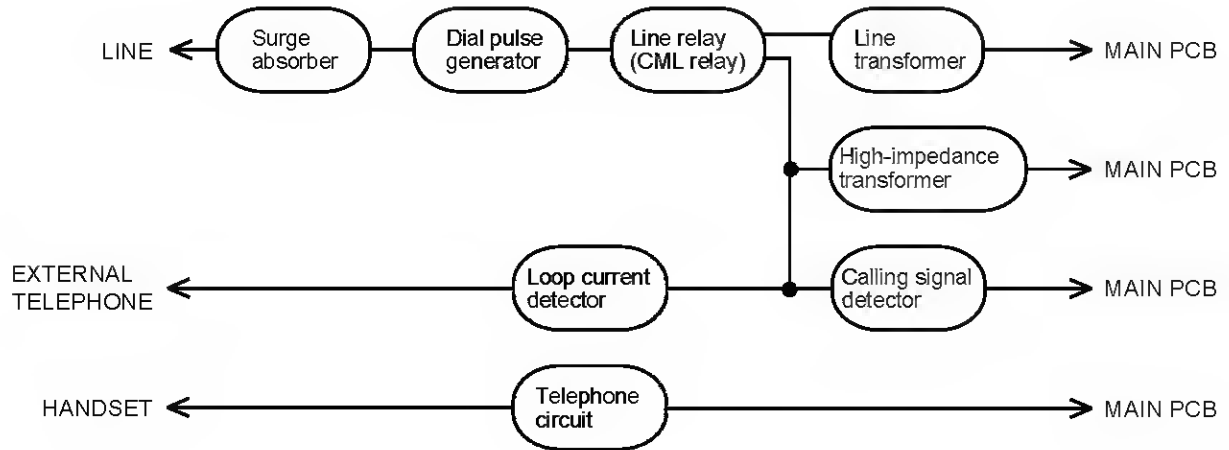 LINE
Surge
absorber
Dial pulse
generator
Line relay
(CML relay)
Line
transformer
MAIN PCB
High-impedance
transformer
MAIN PCB
EXTERNAL
TELEPHONE
Loop current
detector
Calling signal
detector
MAIN PCB
HANDSET
Telephone
circuit
MAIN PCB